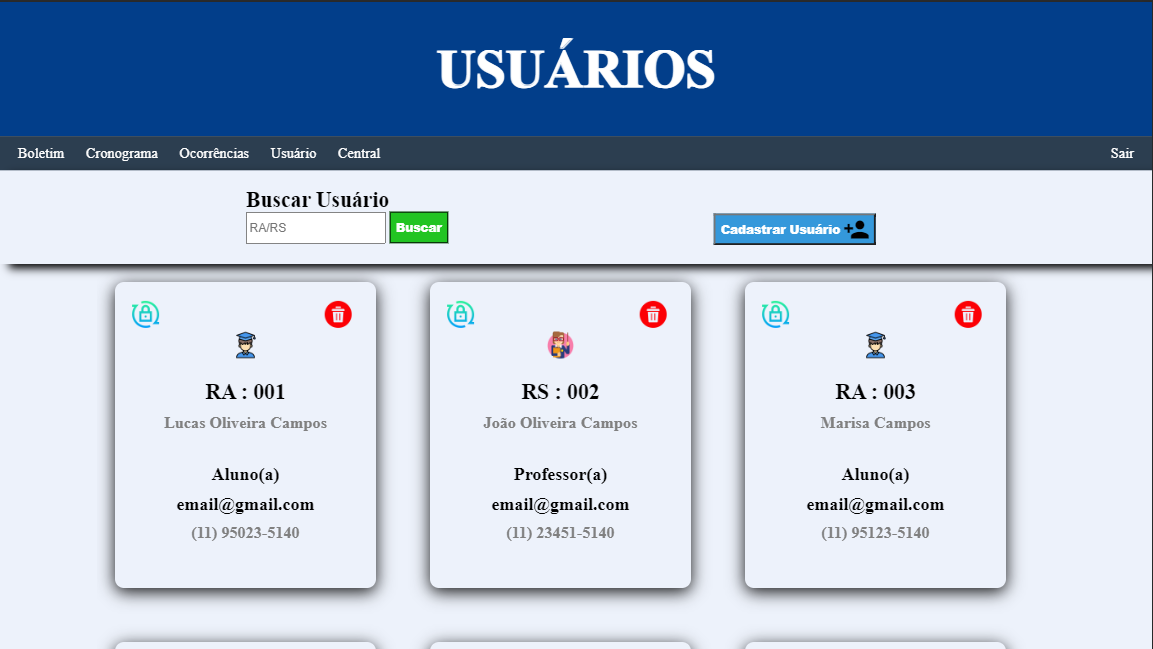 USUÁRIOS
Boletim Cronograma Ocorrências Usuário Central Sair
Buscar Usuário
RA/RS Buscar Cadastrar Usuário
RA : 001
Lucas Oliveira Campos
Aluno(a)
email@gmail.com
(11) 95023-5140
RS : 002
João Oliveira Campos
Professor(a)
email@gmail.com
(11) 23451-5140
RA : 003
Marisa Campos
Aluno(a)
email@gmail.com
(11) 95123-5140